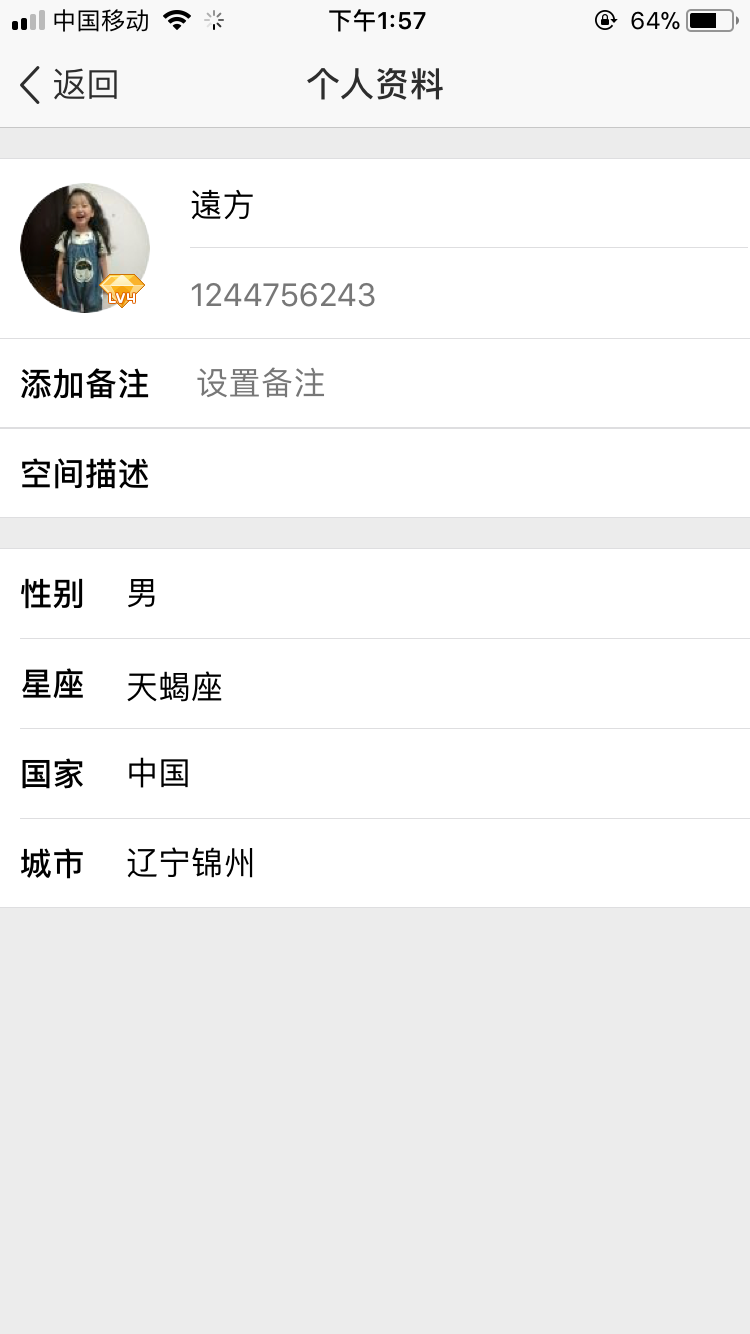 中国移动 下午1:57 64%
返回 个人资料
遠方
LV4
1244756243
添加备注 设置备注
空间描述
性别 男
星座 天蝎座
国家 中国
城市 辽宁锦州